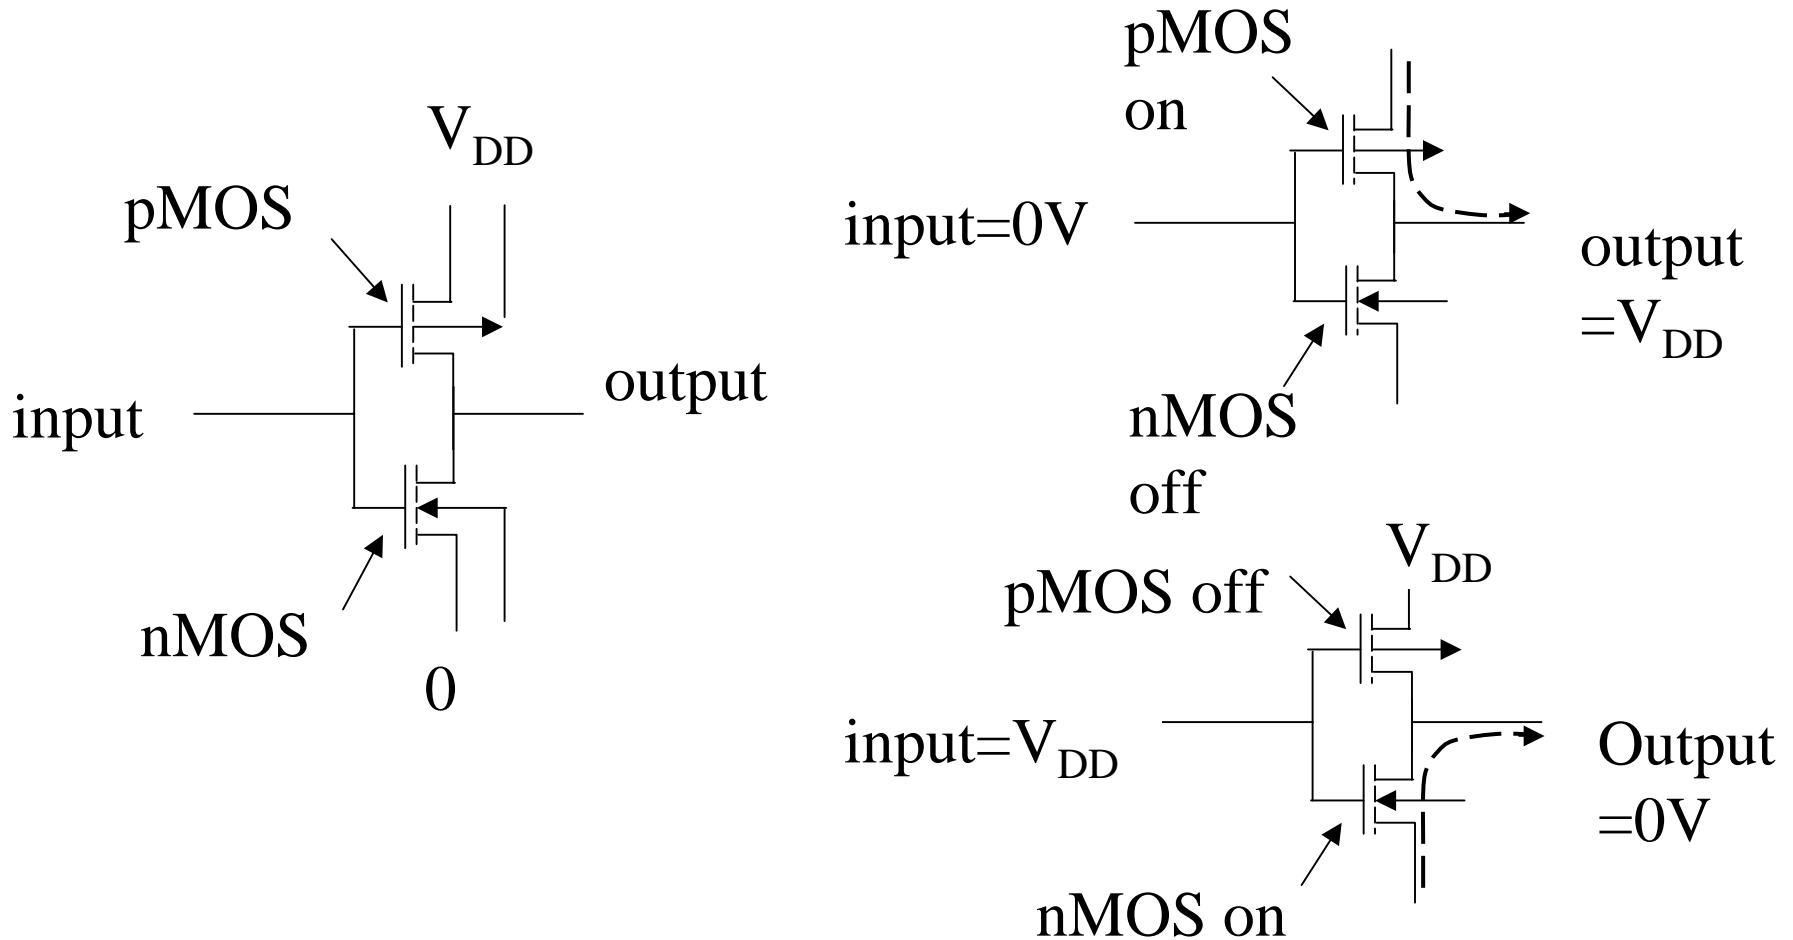 V_DD
pMOS
input
output
nMOS
0
pMOS
on
input=0V
output
=V_DD
nMOS
off
V_DD
pMOS off
input=V_DD
Output
=0V
nMOS on